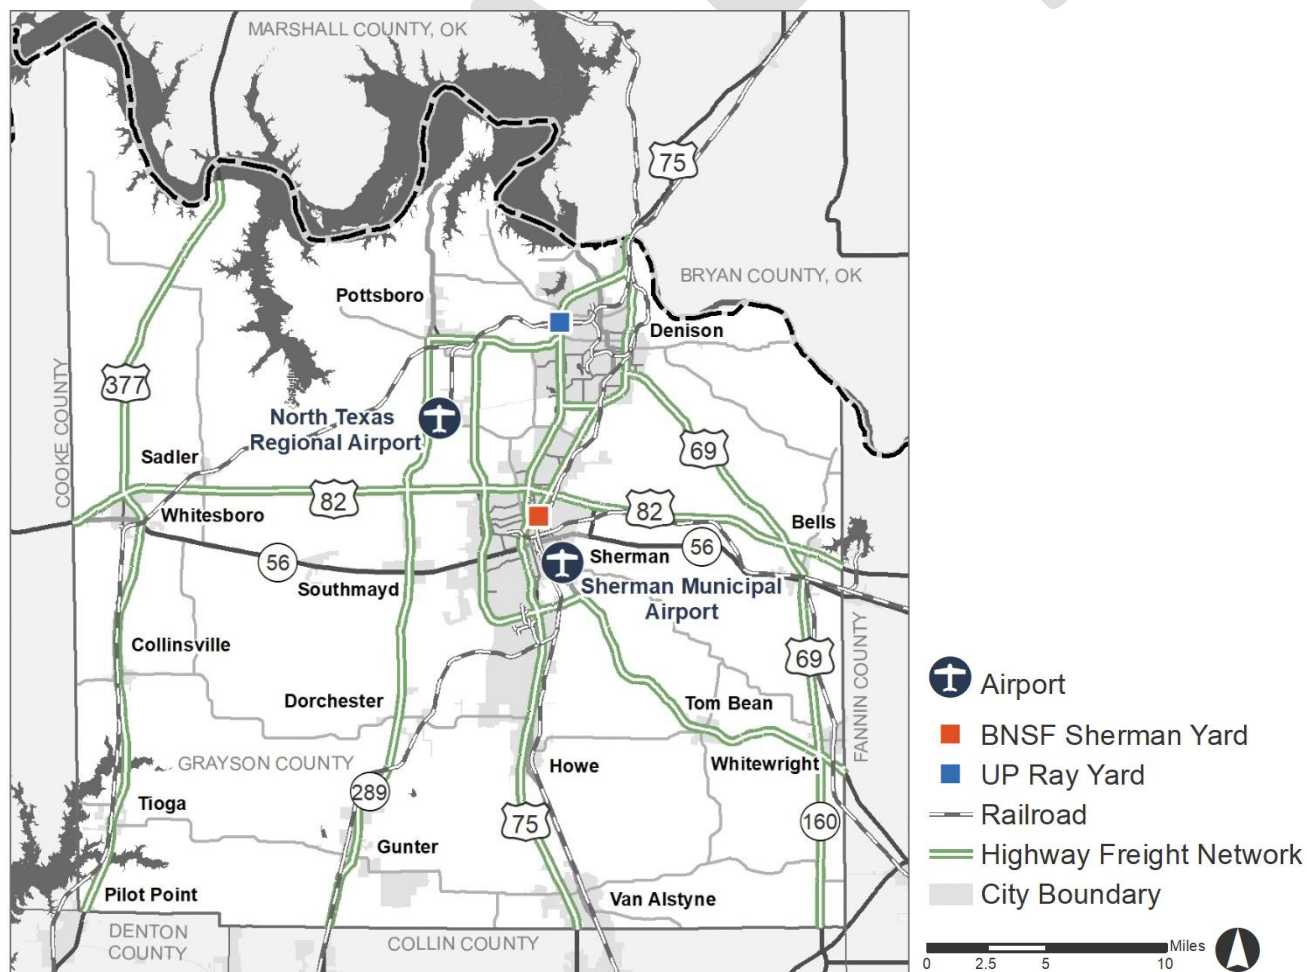 MARSHALL COUNTY, OK
75
BRYAN COUNTY, OK
Pottsboro
Denison
COOKE COUNTY
377
North Texas
Regional Airport
69
Sadler
82
Whitesboro
82
Bells
56
Sherman
56
Southmayd
Sherman Municipal
Airport
Collinsville
69
FANNIN COUNTY
Dorchester
Tom Bean
GRAYSON COUNTY
Howe
Whitewright
289
Tioga
75
160
Gunter
Pilot Point
Van Alstyne
DENTON
COUNTY
COLLIN COUNTY
Airport
BNSF Sherman Yard
UP Ray Yard
Railroad
Highway Freight Network
City Boundary
Miles
0 2.5 5 10